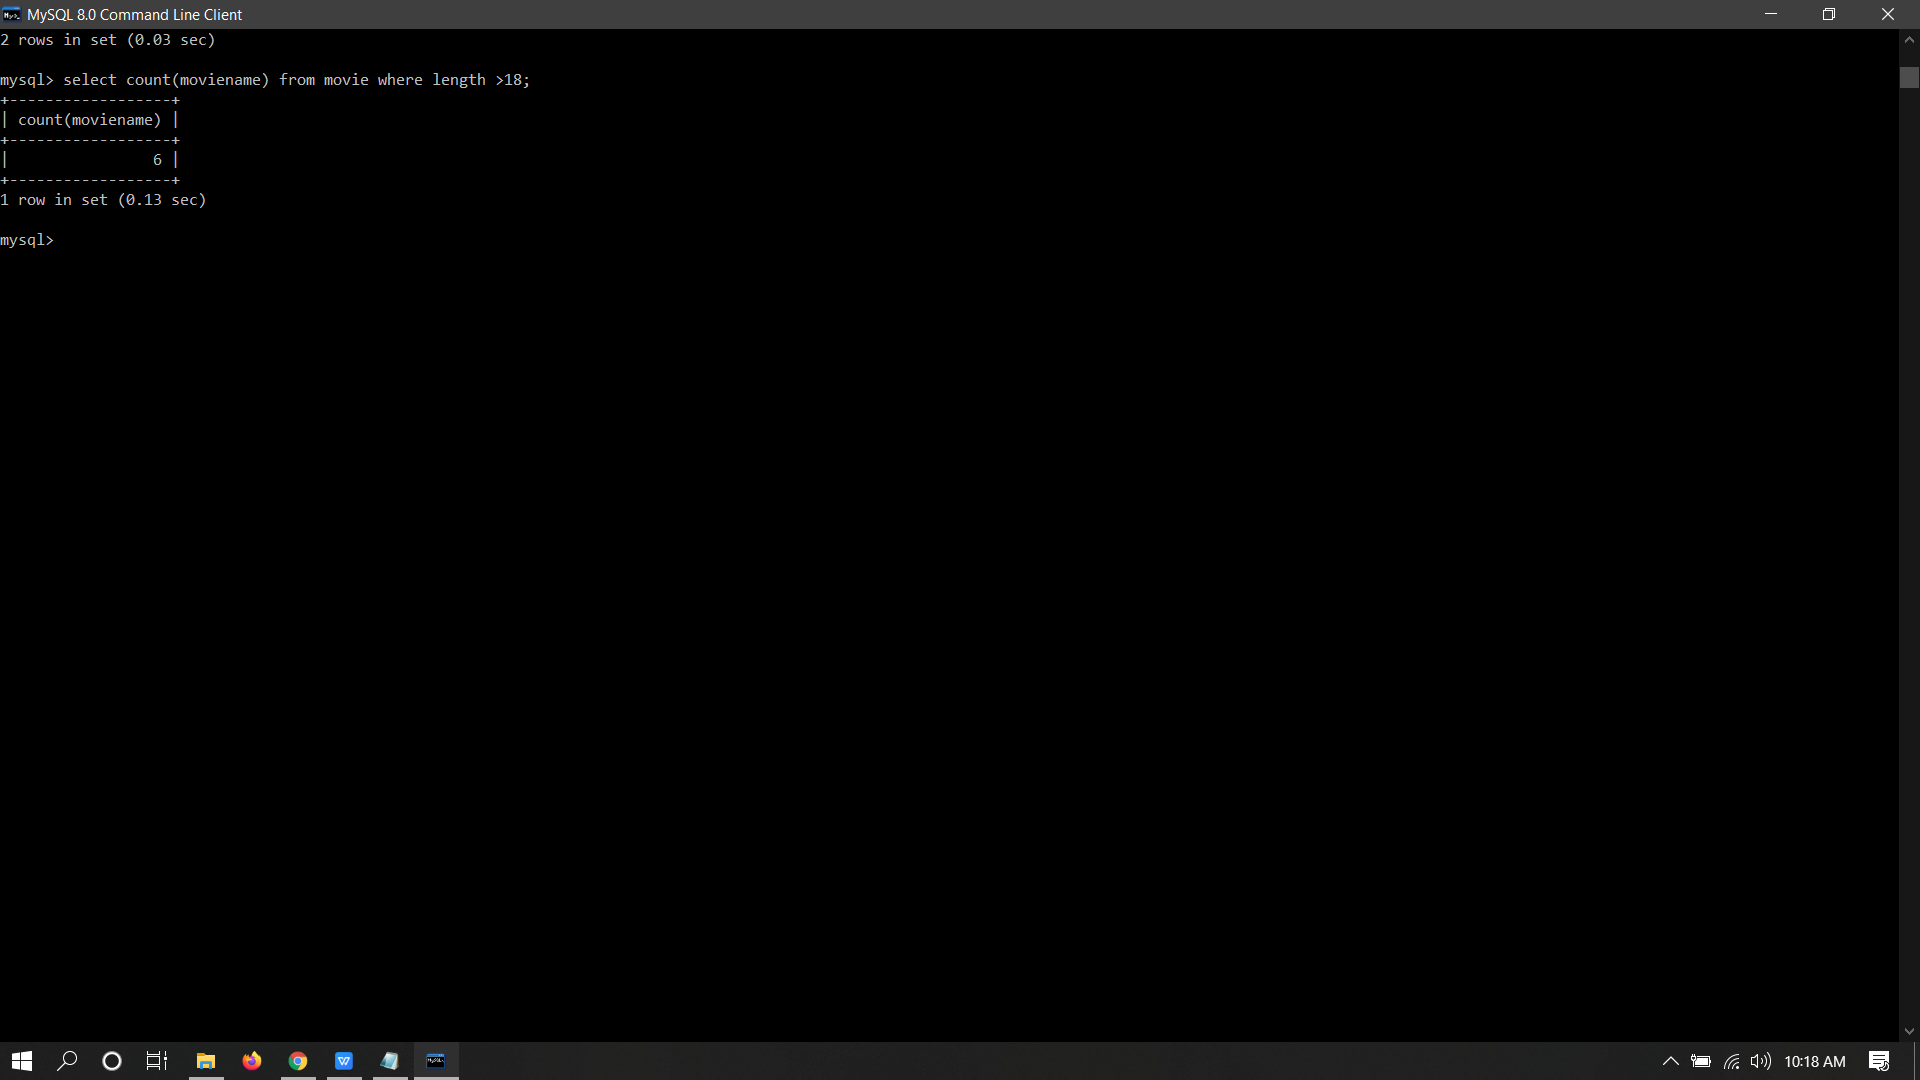 MySQL 8.0 Command Line Client
2 rows in set (0.03 sec)
mysql> select count(moviename) from movie where length >18;
+------------------+
| count(moviename) |
+------------------+
|                6 |
+------------------+
1 row in set (0.13 sec)
mysql>
10:18 AM